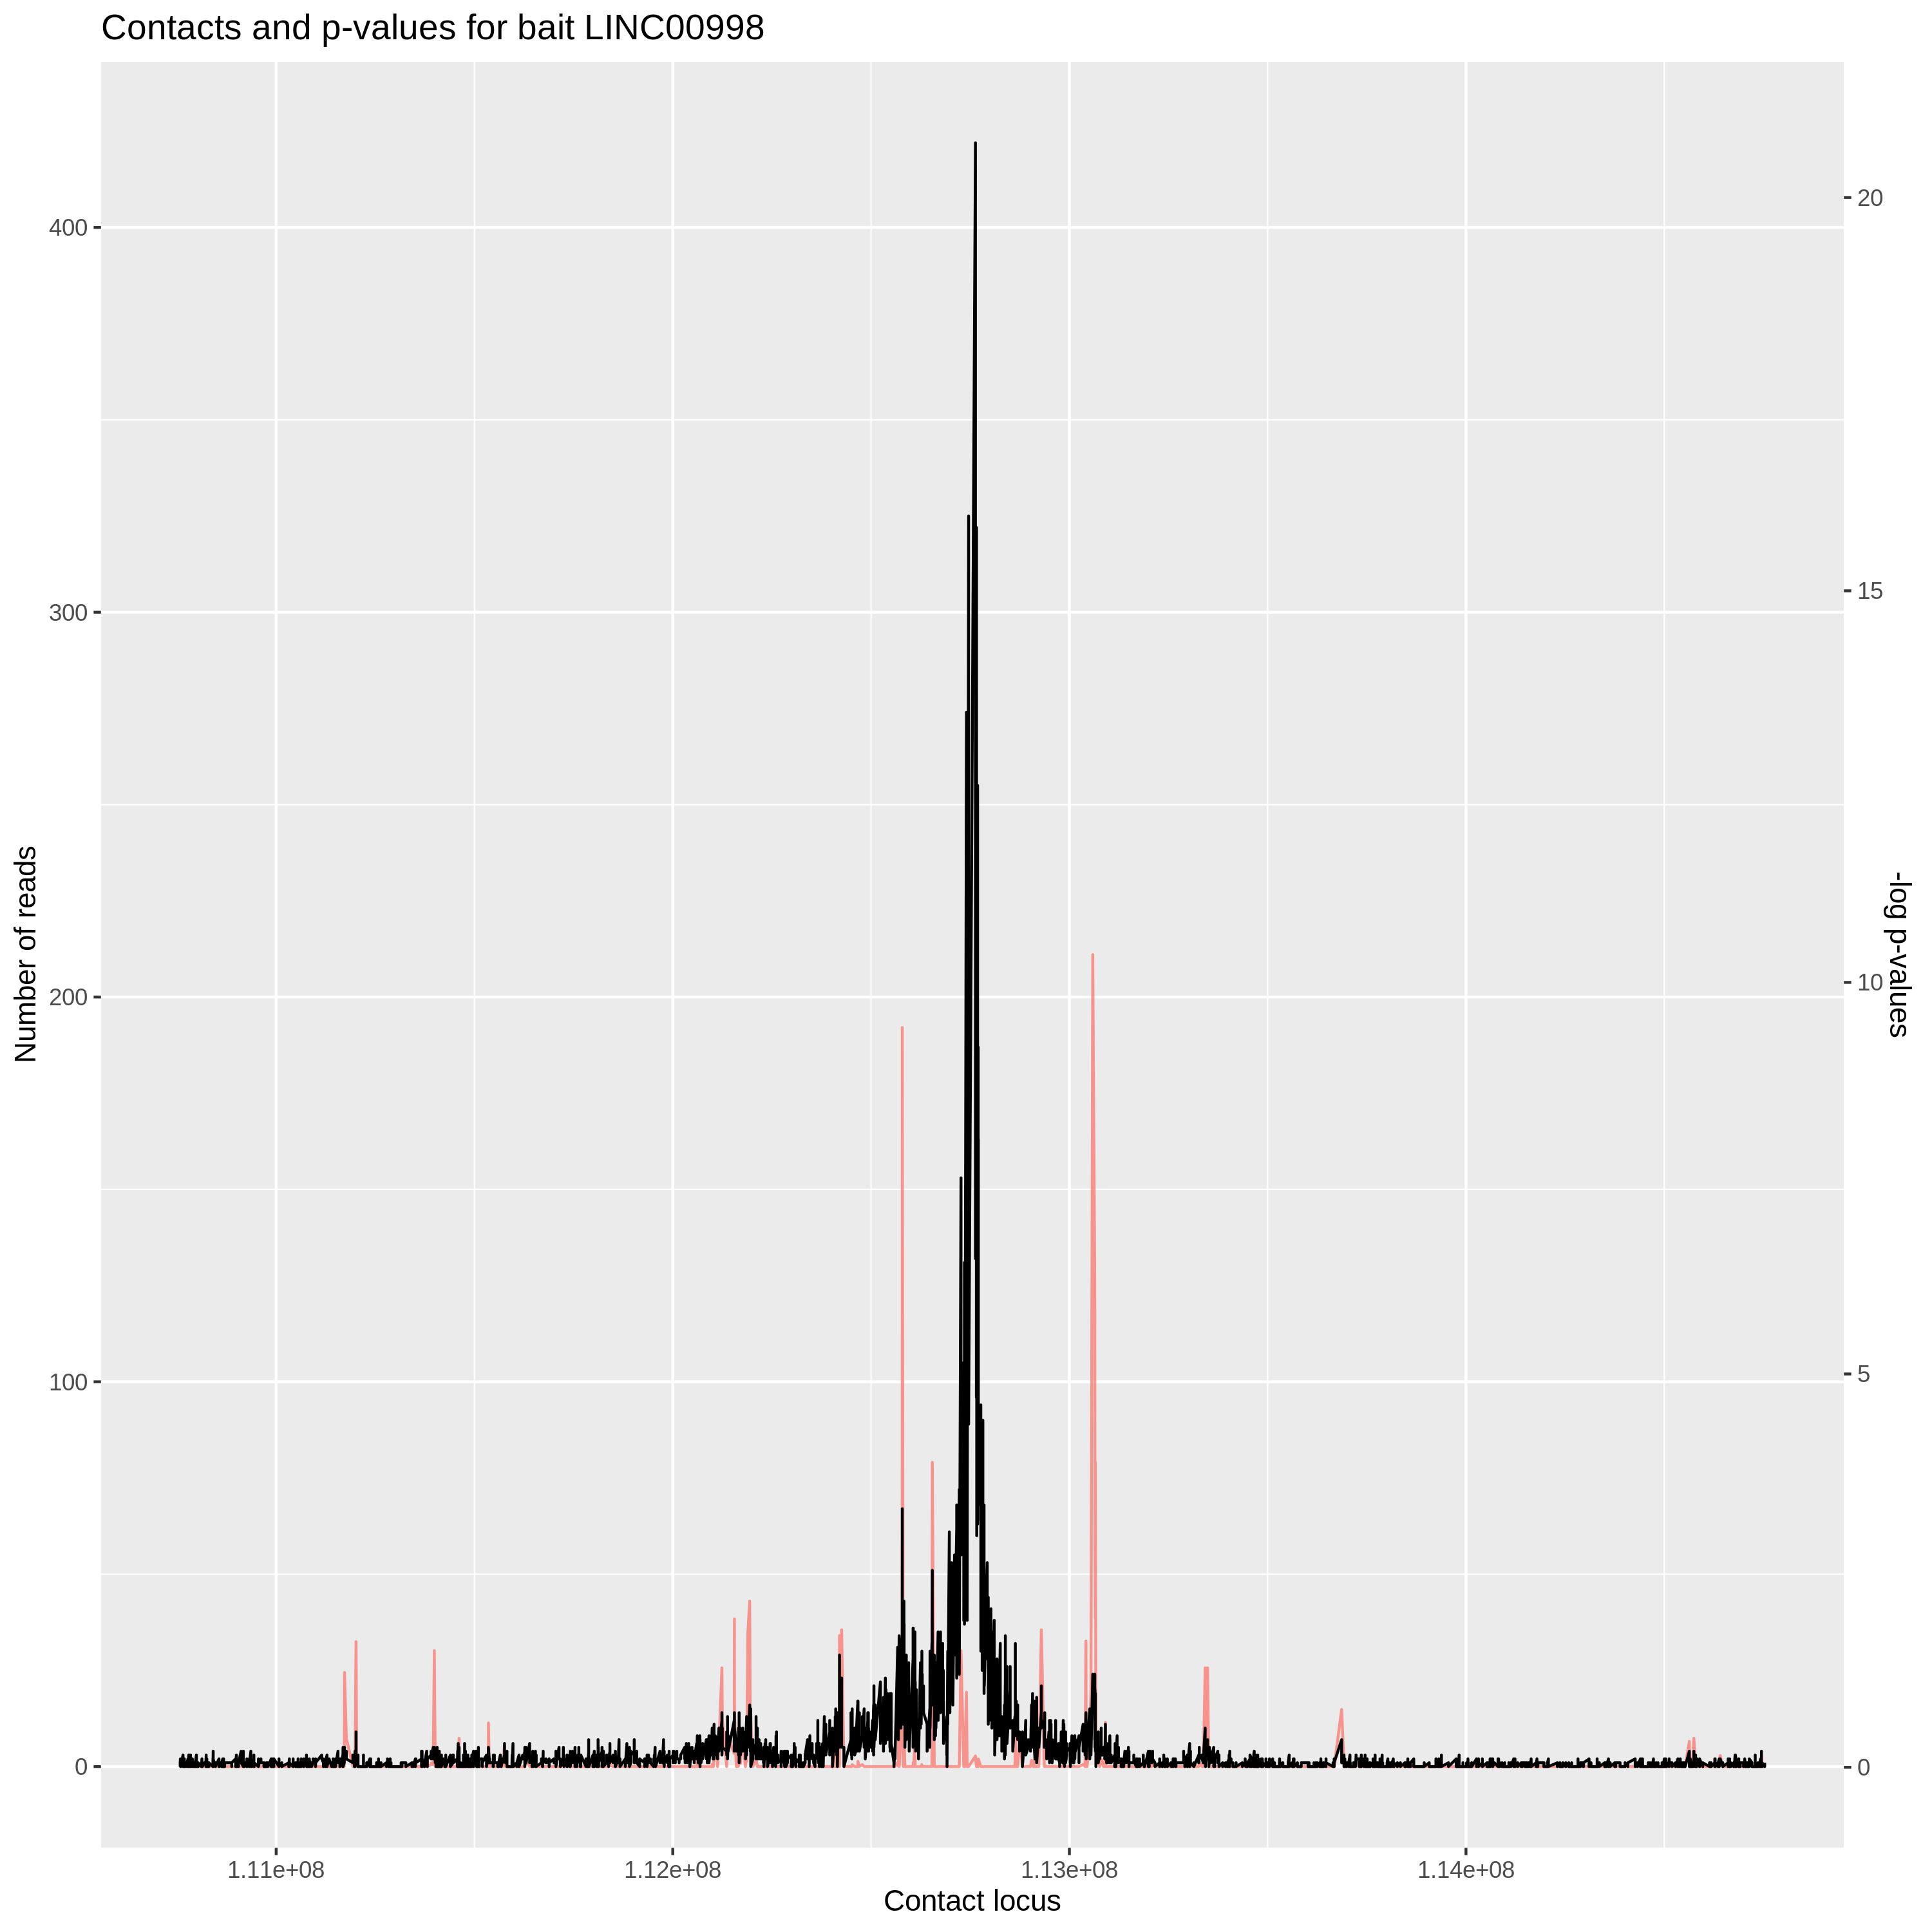 Contacts and p-values for bait LINC00998
Number of reads
400
300
200
100
0
20
15
10
5
0
-log p-values
1.11e+08
1.12e+08
1.13e+08
1.14e+08
Contact locus